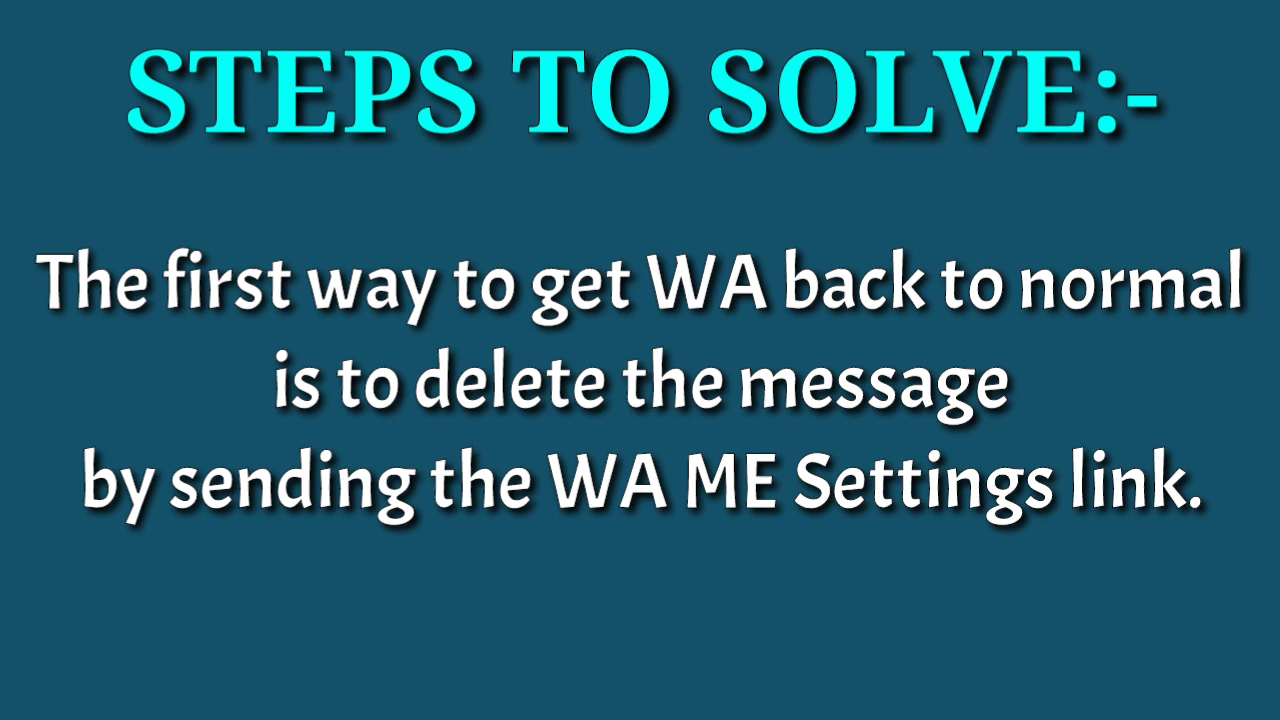 STEPS TO SOLVE:-
The first way to get WA back to normal
is to delete the message
by sending the WA ME Settings link.